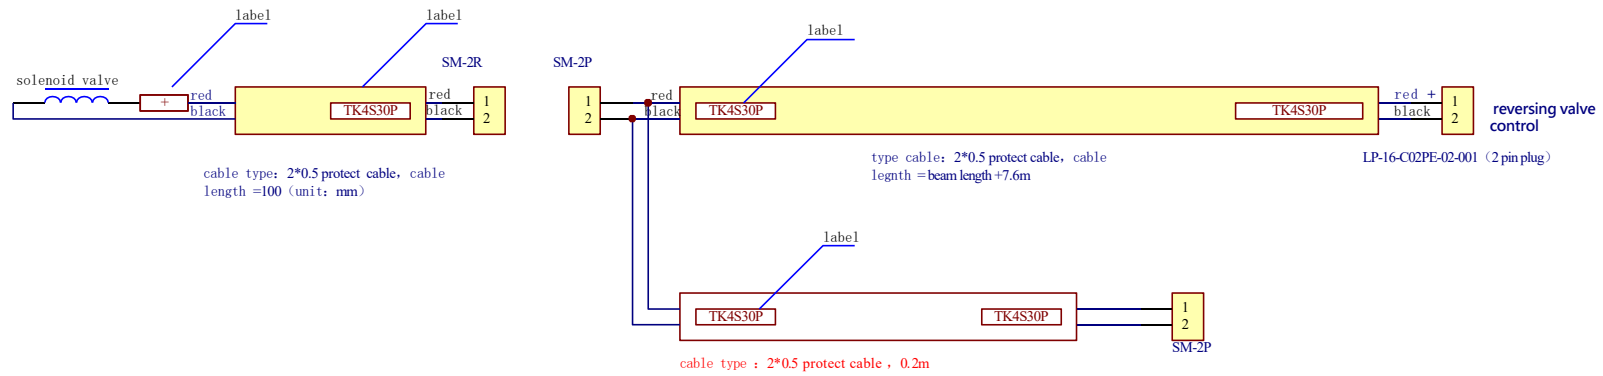 label
label
label
solenoid valve
SM-2R
SM-2P
+
red
black
TK4S30P
red
black
1
2
1
2
red
black
TK4S30P
TK4S30P
red +
black
1
2
reversing valve
control
cable type: 2*0.5 protect cable, cable
length =100 (unit: mm)
type cable: 2*0.5 protect cable, cable
legnth =beam length+7.6m
LP-16-C02PE-02-001 (2 pin plug)
label
TK4S30P
TK4S30P
1
2
SM-2P
cable type : 2*0.5 protect cable , 0.2m